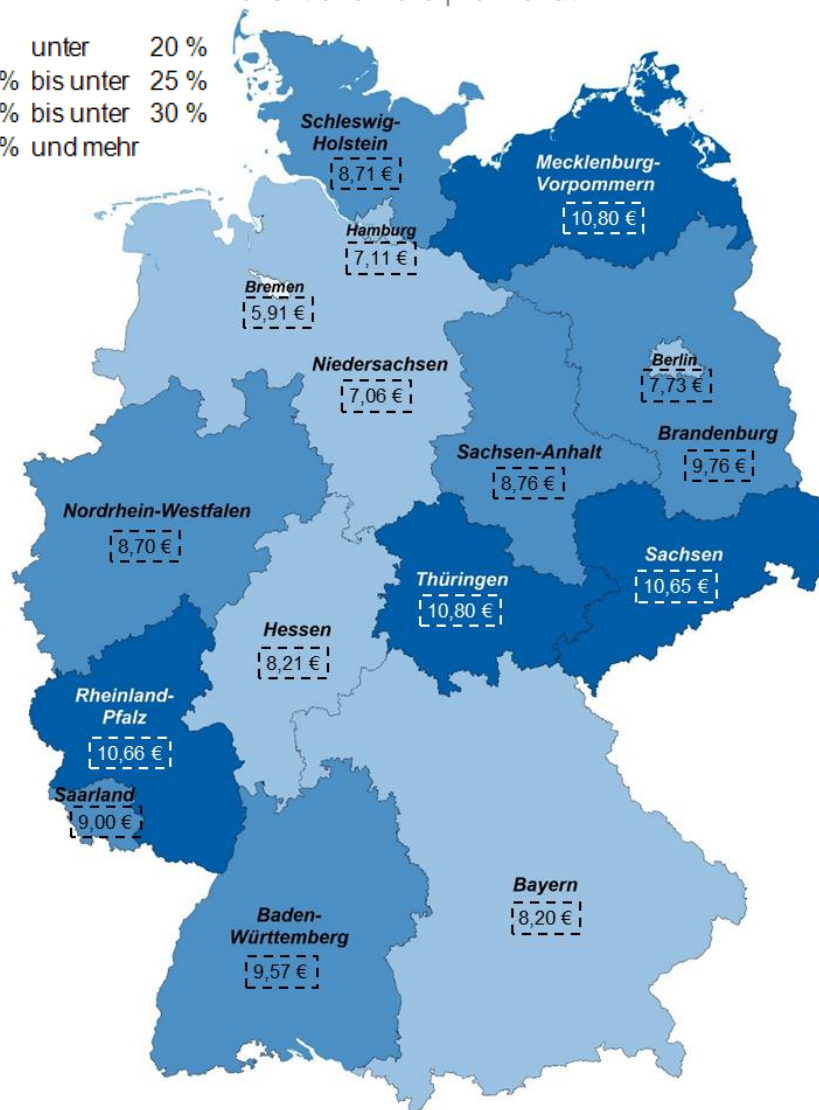 unter 20 %
% bis unter 25 %
% bis unter 30 %
% und mehr
Schleswig-
Holstein
8,71 €
Mecklenburg-
Vorpommern
10,80 €
Hamburg
7,11 €
Bremen
5,91 €
Niedersachsen
7,06 €
Berlin
7,73 €
Brandenburg
9,76 €
Sachsen-Anhalt
8,76 €
Nordrhein-Westfalen
8,70 €
Sachsen
10,65 €
Thüringen
10,80 €
Hessen
8,21 €
Rheinland-
Pfalz
10,66 €
Saarland
9,00 €
Bayern
8,20 €
Baden-
Württemberg
9,57 €